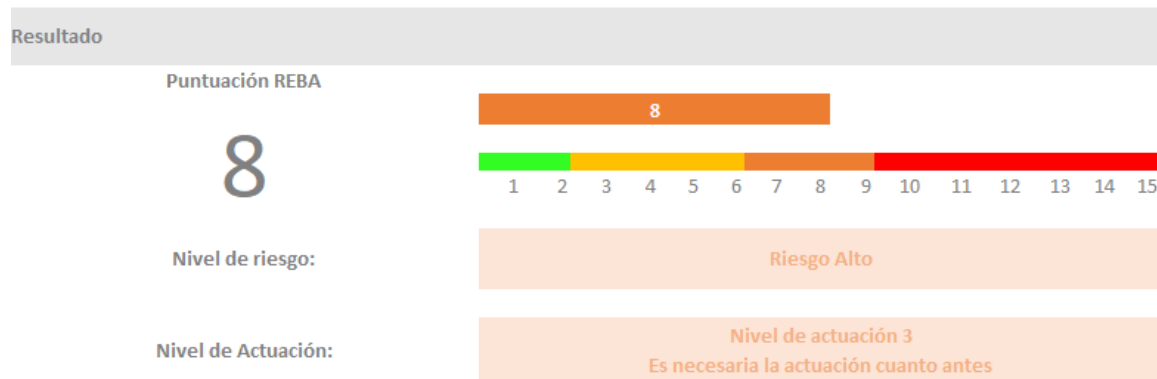 Resultado
Puntuación REBA
8
8
1 2 3 4 5 6 7 8 9 10 11 12 13 14 15
Nivel de riesgo:
Riesgo Alto
Nivel de Actuación:
Nivel de actuación 3
Es necesaria la actuación cuanto antes